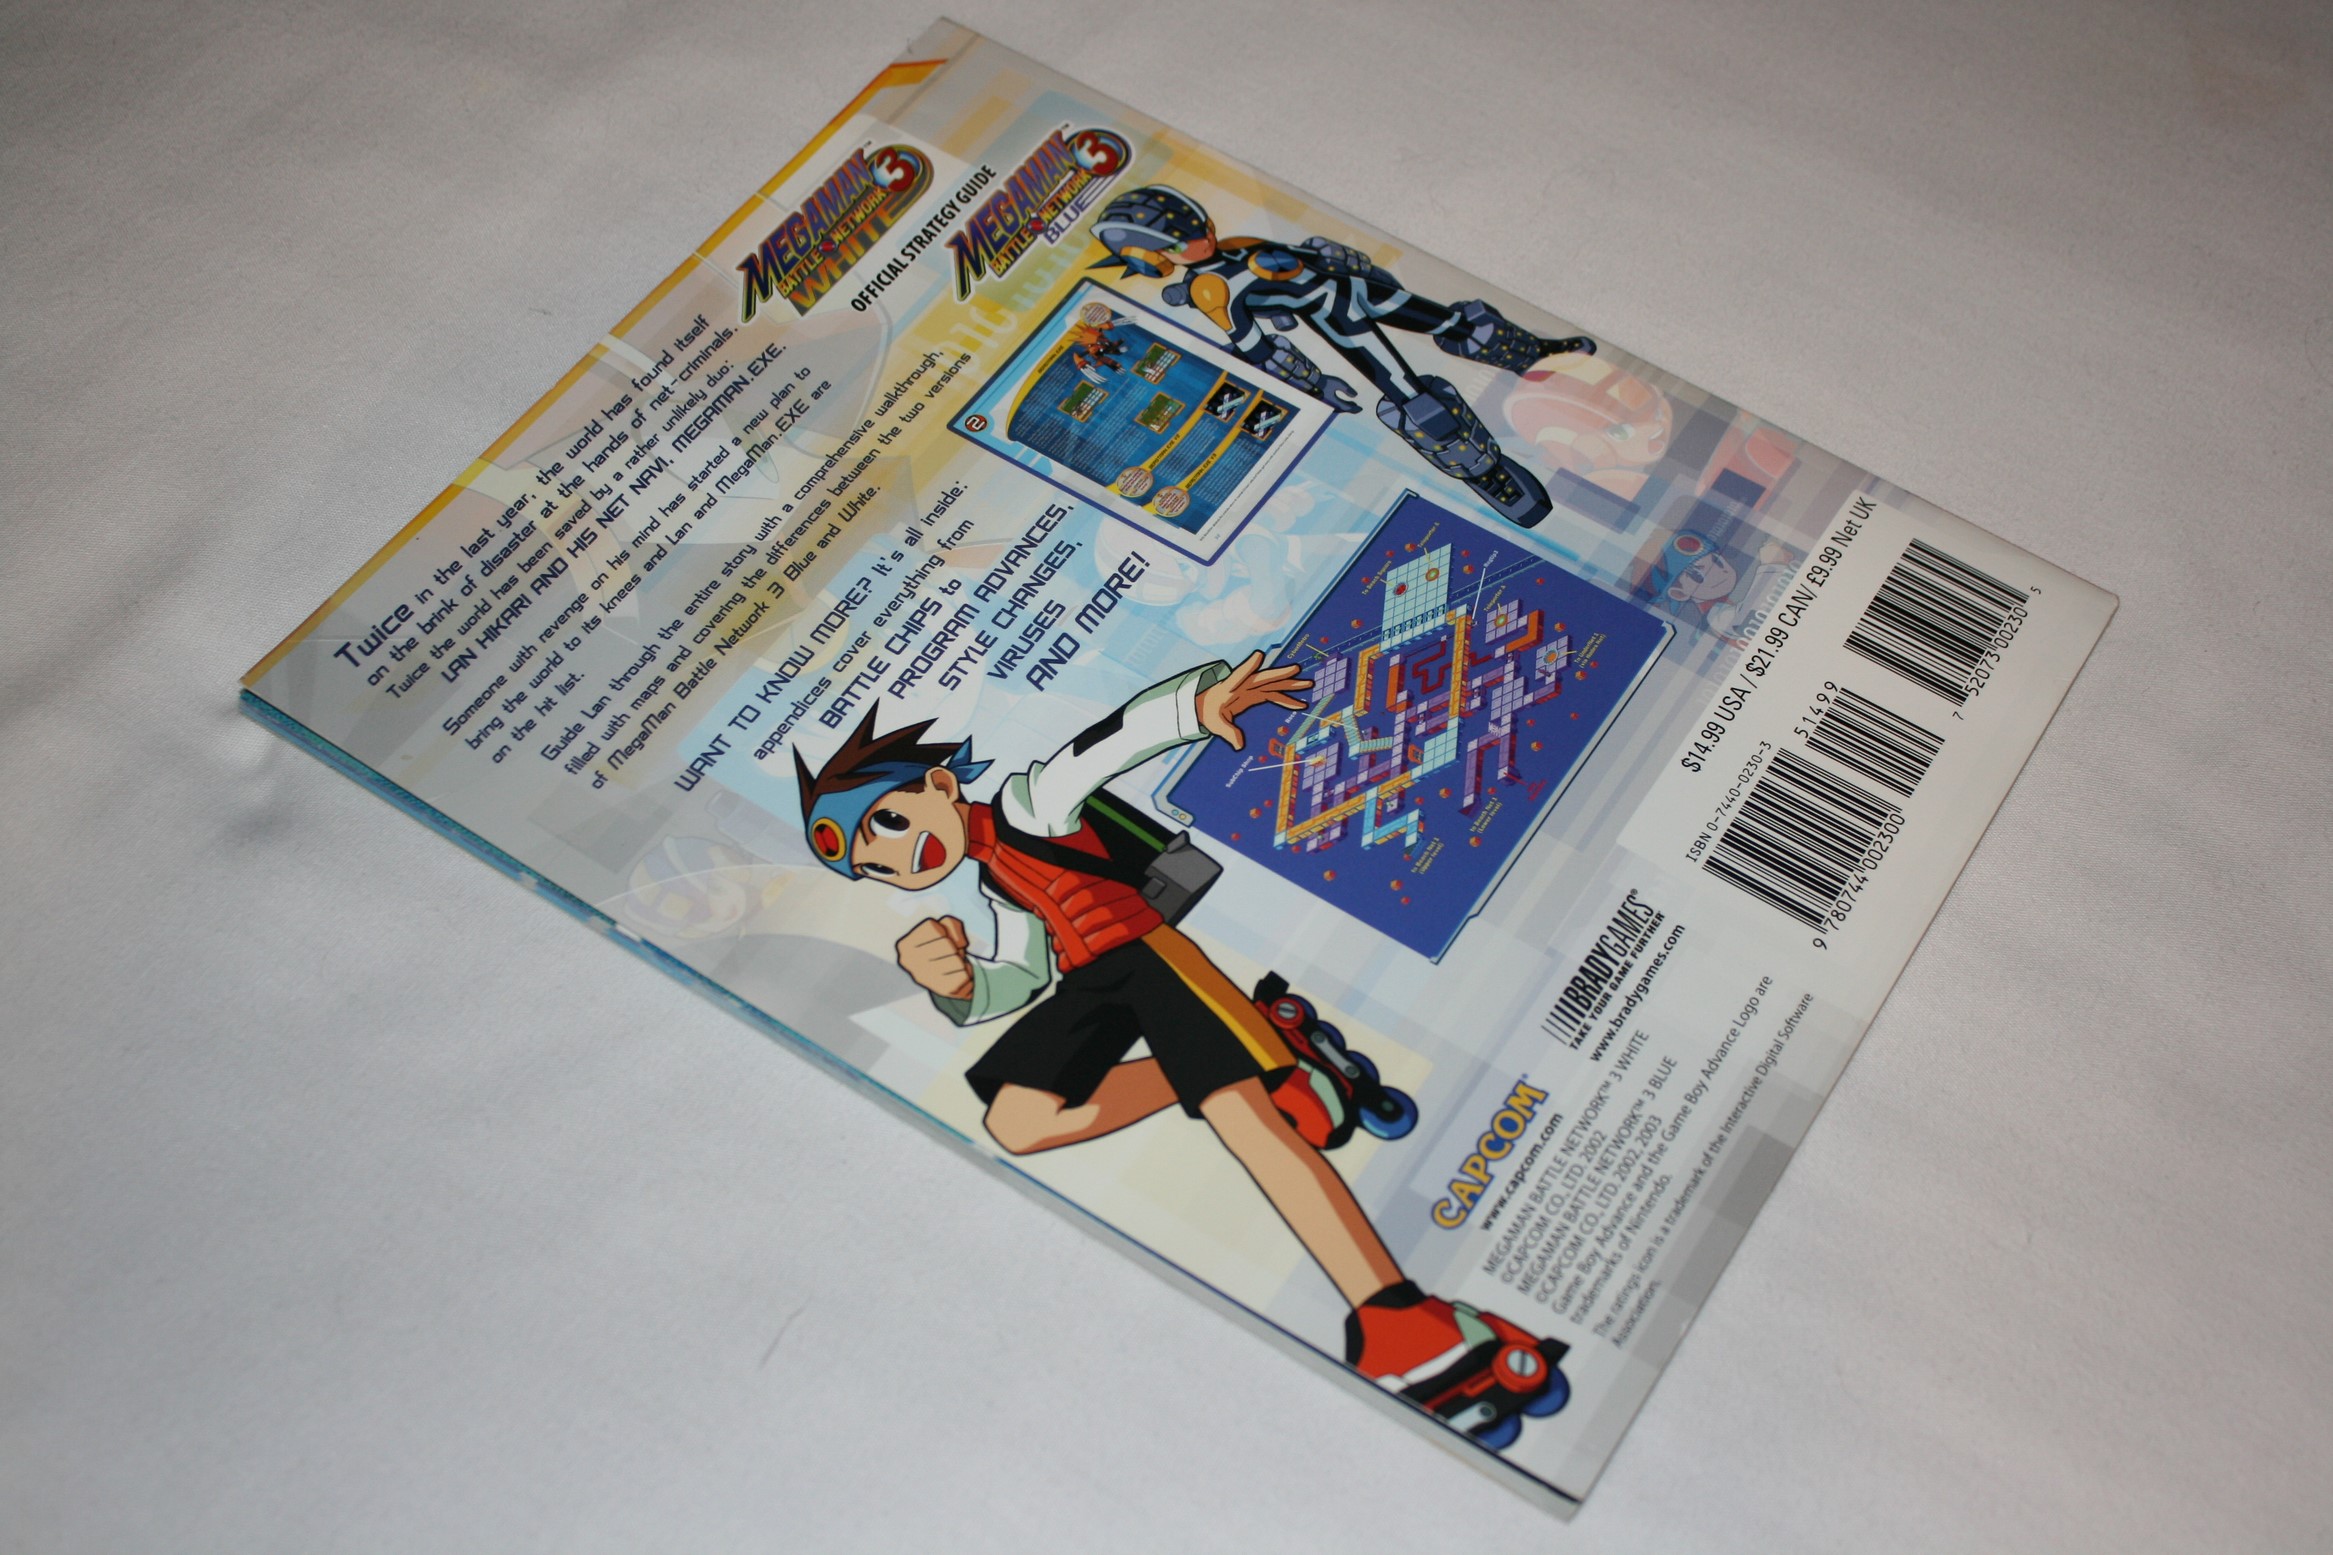 MEGAMAN™ 3
BATTLE NETWORK
WHITE
OFFICIAL STRATEGY GUIDE
MEGAMAN™ 3
BATTLE NETWORK
BLUE
Twice in the last year, the world has found itself
on the brink of disaster at the hands of net-criminals.
Twice the world has been saved by a rather unlikely duo:
LAN HIKARI AND HIS NET NAVI, MEGAMAN.EXE.
Someone with revenge on his mind has started a new plan to
bring the world to its knees and Lan and MegaMan.EXE are
on the hit list.
Guide Lan through the entire story with a comprehensive walkthrough,
filled with maps and covering the differences between the two versions
of MegaMan Battle Network 3 Blue and White.
WANT TO KNOW MORE? It's all inside:
appendices cover everything from
BATTLE CHIPS to
PROGRAM ADVANCES,
STYLE CHANGES,
VIRUSES
AND MORE!
2
$14.99 USA / $21.99 CAN/ £9.99 Net UK
7 52073 00230 5
ISBN 0-7440-0230-3
51499
9 780744 002300
BRADYGAMES®
TAKE YOUR GAME FURTHER
www.bradygames.com
CAPCOM®
www.capcom.com
MEGAMAN BATTLE NETWORK™ 3 WHITE
©CAPCOM CO., LTD. 2002
MEGAMAN BATTLE NETWORK™ 3 BLUE
©CAPCOM CO., LTD. 2002, 2003
Game Boy Advance and the Game Boy Advance Logo are
trademarks of Nintendo.
The ratings icon is a trademark of the Interactive Digital Software
Association.